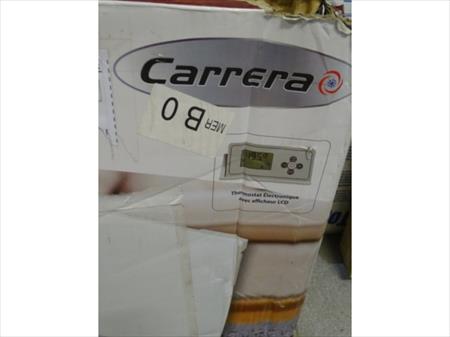 Carrera
MER B 0
Thermostat Électronique
avec afficheur LCD